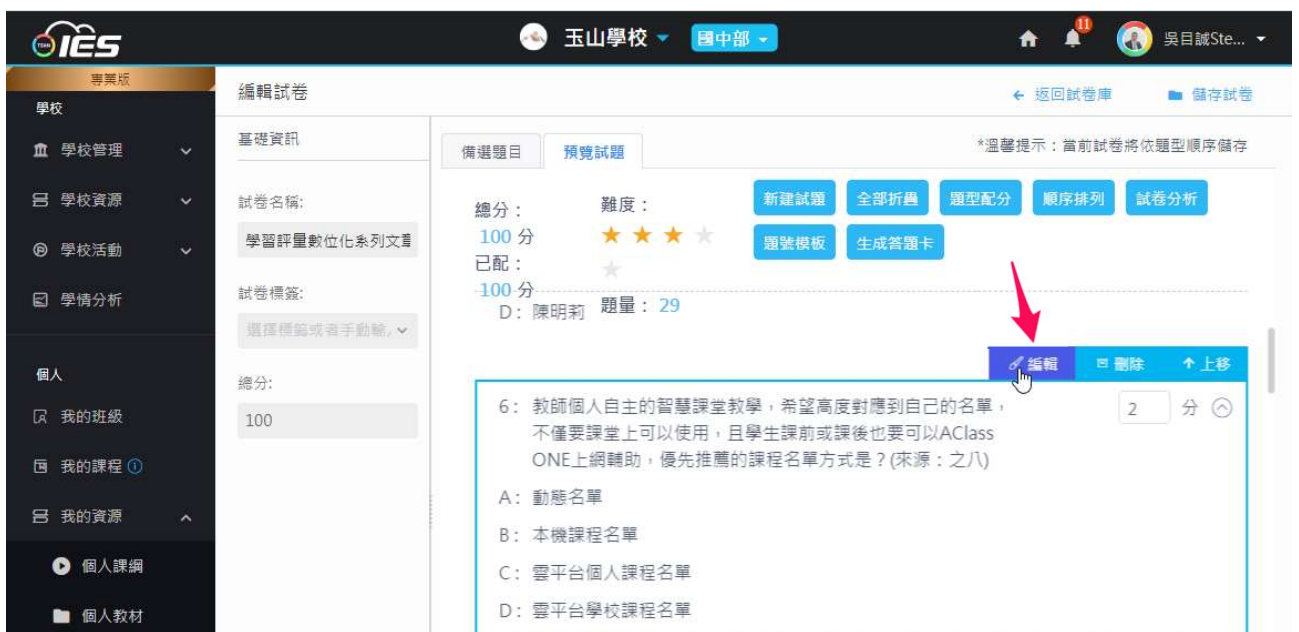 TEAM IES
玉山學校 國中部
11
吳目誠Ste...
專業版
學校
學校管理
學校資源
學校活動
學情分析
個人
我的班級
我的課程
我的資源
個人課綱
個人教材
編輯試卷
返回試卷庫 儲存試卷
基礎資訊
試卷名稱:
學習評量數位化系列文章
試卷標籤:
選擇標籤或者手動輸入
總分:
100
備選題目 預覽試題
*溫馨提示：當前試卷將依題型順序儲存
總分：
100 分
已配：
100 分
難度：
題量： 29
新建試題 全部折疊 題型配分 順序排列 試卷分析
題號模板 生成答題卡
D： 陳明莉
編輯 刪除 上移
6： 教師個人自主的智慧課堂教學，希望高度對應到自己的名單，
不僅要課堂上可以使用，且學生課前或課後也要可以AClass
ONE上網輔助，優先推薦的課程名單方式是？(來源：之八)
2 分
A： 動態名單
B： 本機課程名單
C： 雲平台個人課程名單
D： 雲平台學校課程名單